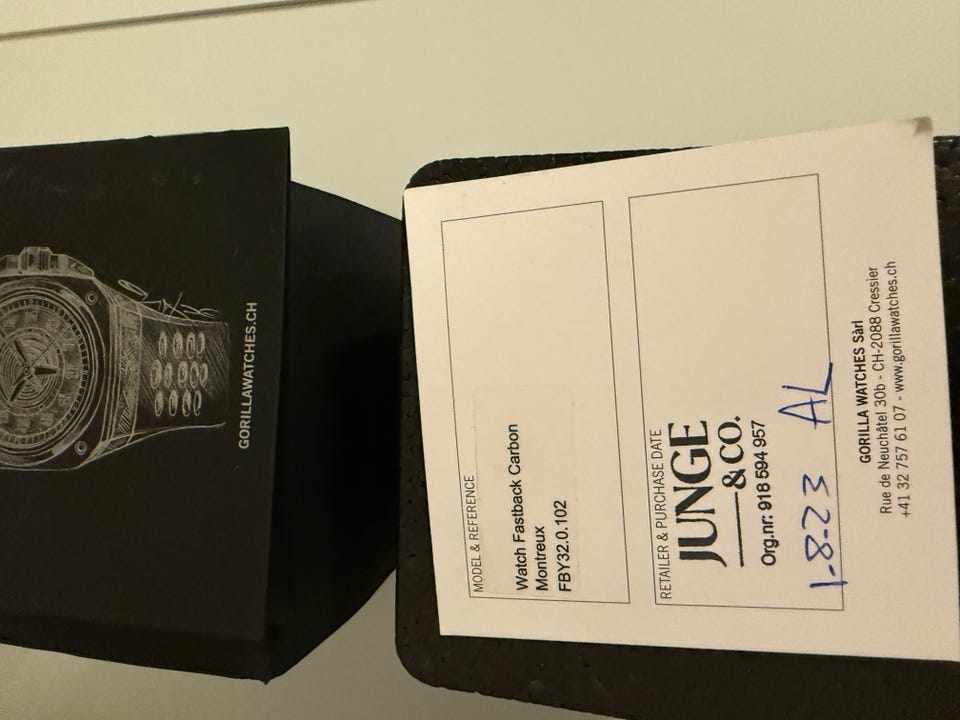 GORILLAWATCHES.CH
MODEL & REFERENCE
Watch Fastback Carbon
Montreux
FBY32.0.102
RETAILER & PURCHASE DATE
JUNGE
& CO.
Org.nr: 918 594 957
1-8-23 AL
GORILLA WATCHES Sàrl
Rue de Neuchâtel 30b - CH-2088 Cressier
+41 32 757 61 07 - www.gorillawatches.ch